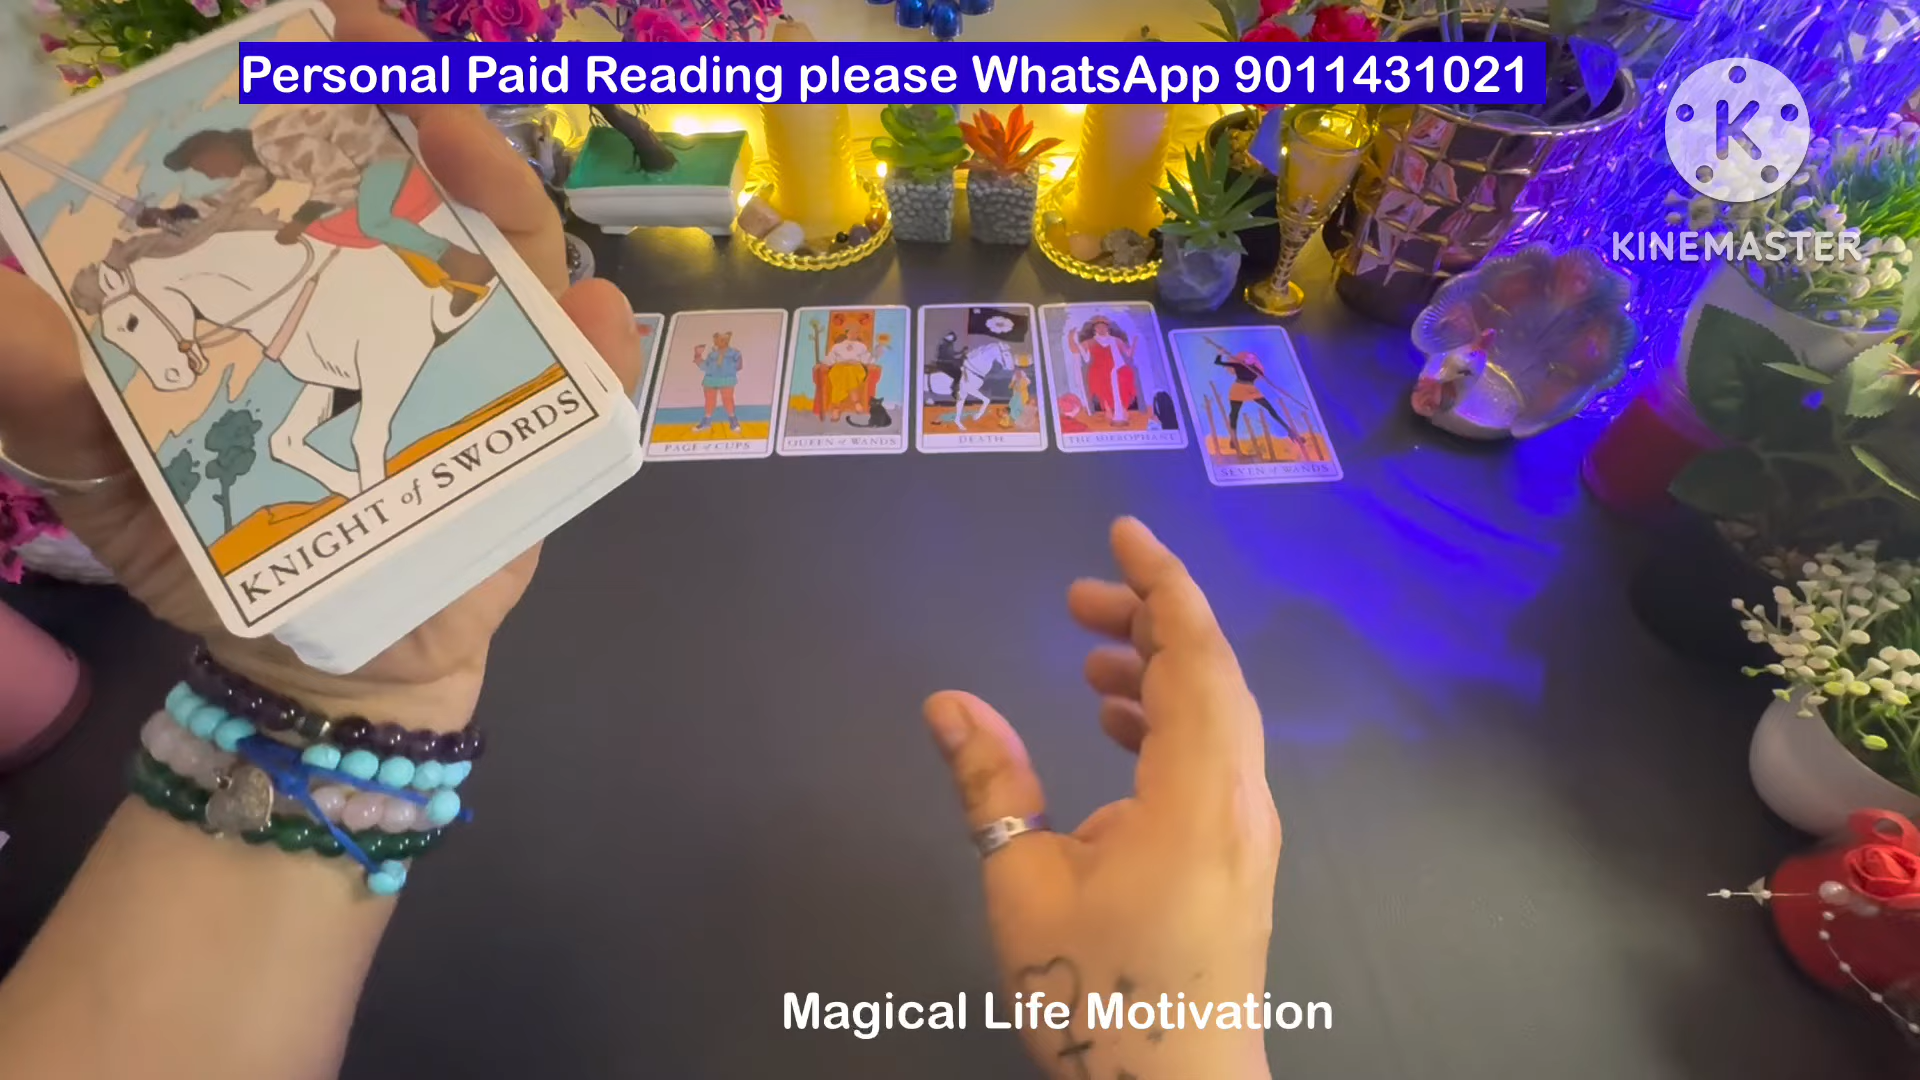 Personal Paid Reading please WhatsApp 9011431021
K
KINEMASTER
KNIGHT of SWORDS
PAGE of CUPS
QUEEN of WANDS
DEATH
THE HIEROPHANT
SEVEN of WANDS
Magical Life Motivation